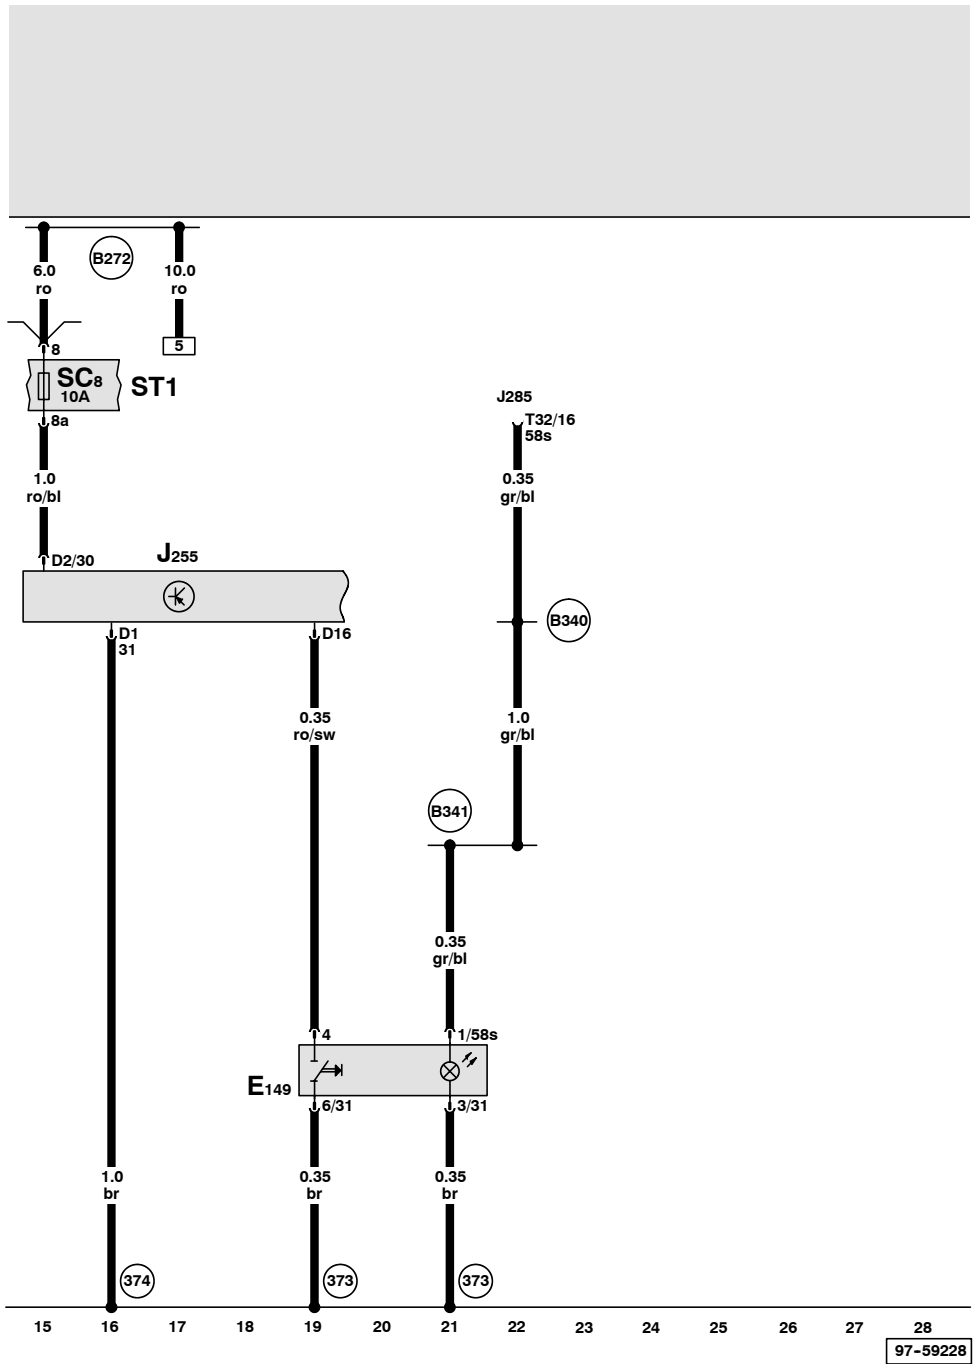 B272
6.0
ro
10.0
ro
8
5
SC8
10A
ST1
8a
J285
T32/16
58s
1.0
ro/bl
0.35
gr/bl
D2/30
J255
D1
31
D16
B340
0.35
ro/sw
1.0
gr/bl
B341
0.35
gr/bl
4
1/58s
E149
6/31
3/31
1.0
br
0.35
br
0.35
br
374
373
373
15 16 17 18 19 20 21 22 23 24 25 26 27 28
97-59228